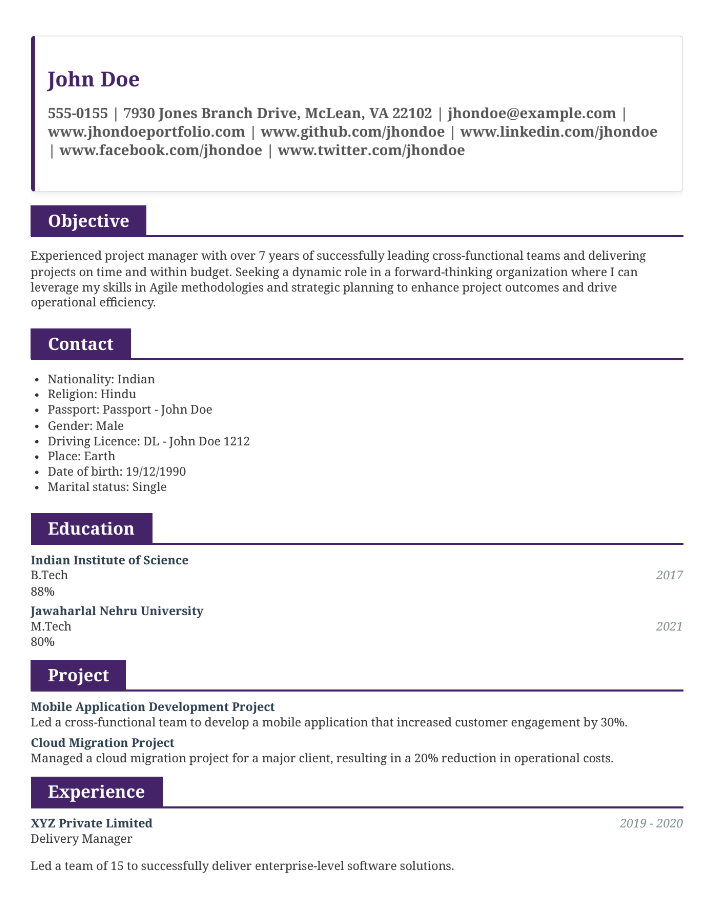 John Doe
555-0155 | 7930 Jones Branch Drive, McLean, VA 22102 | jhondoe@example.com |
www.jhondoeportfolio.com | www.github.com/jhondoe | www.linkedin.com/jhondoe
| www.facebook.com/jhondoe | www.twitter.com/jhondoe
Objective
Experienced project manager with over 7 years of successfully leading cross-functional teams and delivering
projects on time and within budget. Seeking a dynamic role in a forward-thinking organization where I can
leverage my skills in Agile methodologies and strategic planning to enhance project outcomes and drive
operational efficiency.
Contact
• Nationality: Indian
• Religion: Hindu
• Passport: Passport - John Doe
• Gender: Male
• Driving Licence: DL - John Doe 1212
• Place: Earth
• Date of birth: 19/12/1990
• Marital status: Single
Education
Indian Institute of Science
B.Tech 2017
88%
Jawaharlal Nehru University
M.Tech 2021
80%
Project
Mobile Application Development Project
Led a cross-functional team to develop a mobile application that increased customer engagement by 30%.
Cloud Migration Project
Managed a cloud migration project for a major client, resulting in a 20% reduction in operational costs.
Experience
XYZ Private Limited 2019 - 2020
Delivery Manager
Led a team of 15 to successfully deliver enterprise-level software solutions.